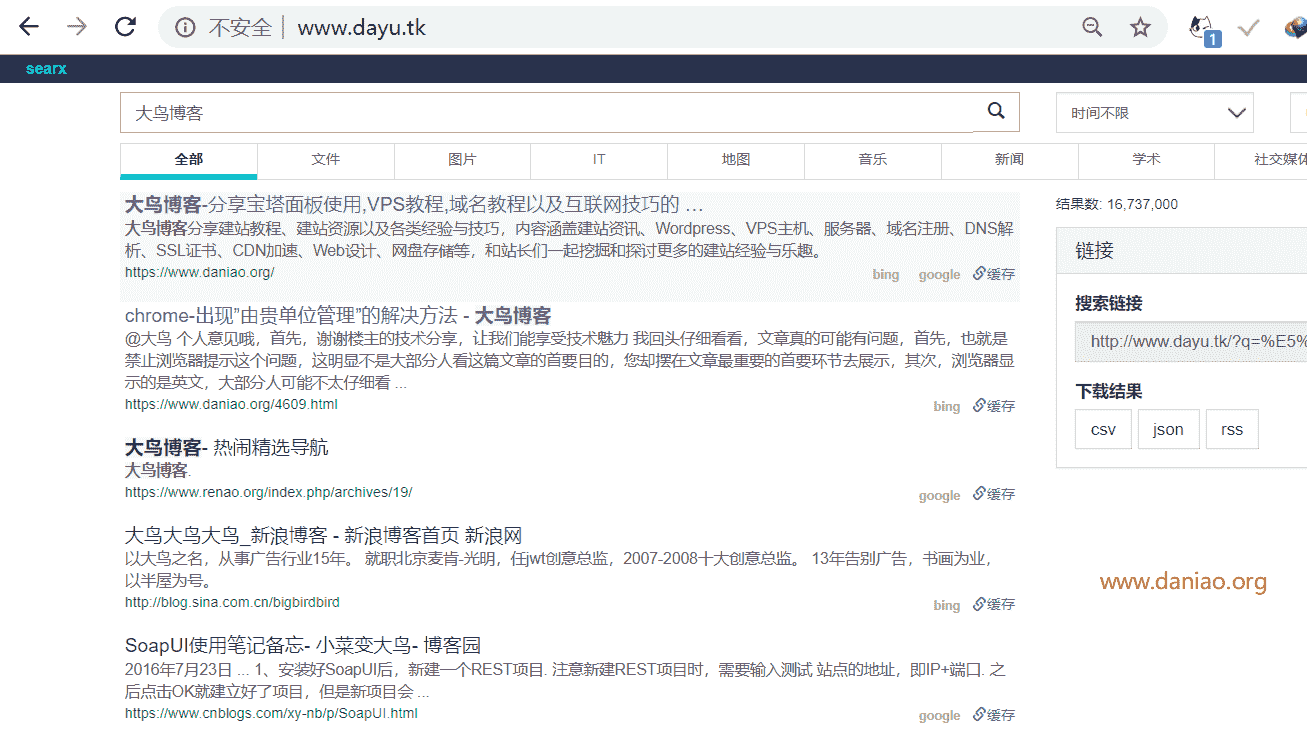 不安全 www.dayu.tk
1
searx
大鸟博客
时间不限
全部 文件 图片 IT 地图 音乐 新闻 学术 社交媒体
大鸟博客-分享宝塔面板使用,VPS教程,域名教程以及互联网技巧的 …
大鸟博客分享建站教程、建站资源以及各类经验与技巧，内容涵盖建站资讯、Wordpress、VPS主机、服务器、域名注册、DNS解
析、SSL证书、CDN加速、Web设计、网盘存储等，和站长们一起挖掘和探讨更多的建站经验与乐趣。
https://www.daniao.org/
bing google 缓存
chrome-出现”由贵单位管理”的解决方法 - 大鸟博客
@大鸟 个人意见哦，首先，谢谢楼主的技术分享，让我们能享受技术魅力 我回头仔细看看，文章真的可能有问题，首先，也就是
禁止浏览器提示这个问题，这明显不是大部分人看这篇文章的首要目的，您却摆在文章最重要的首要环节去展示，其次，浏览器显
示的是英文，大部分人可能不太仔细看 ...
https://www.daniao.org/4609.html
bing 缓存
大鸟博客- 热闹精选导航
大鸟博客.
https://www.renao.org/index.php/archives/19/
google 缓存
大鸟大鸟大鸟_新浪博客 - 新浪博客首页 新浪网
以大鸟之名，从事广告行业15年。 就职北京麦肯-光明，任jwt创意总监，2007-2008十大创意总监。 13年告别广告，书画为业，
以半屋为号。
http://blog.sina.com.cn/bigbirdbird
bing 缓存
SoapUI使用笔记备忘- 小菜变大鸟- 博客园
2016年7月23日 ... 1、安装好SoapUI后，新建一个REST项目. 注意新建REST项目时，需要输入测试 站点的地址，即IP+端口. 之
后点击OK就建立好了项目，但是新项目会 ...
https://www.cnblogs.com/xy-nb/p/SoapUI.html
google 缓存
结果数: 16,737,000
链接
搜索链接
http://www.dayu.tk/?q=%E5%
下载结果
csv json rss
www.daniao.org